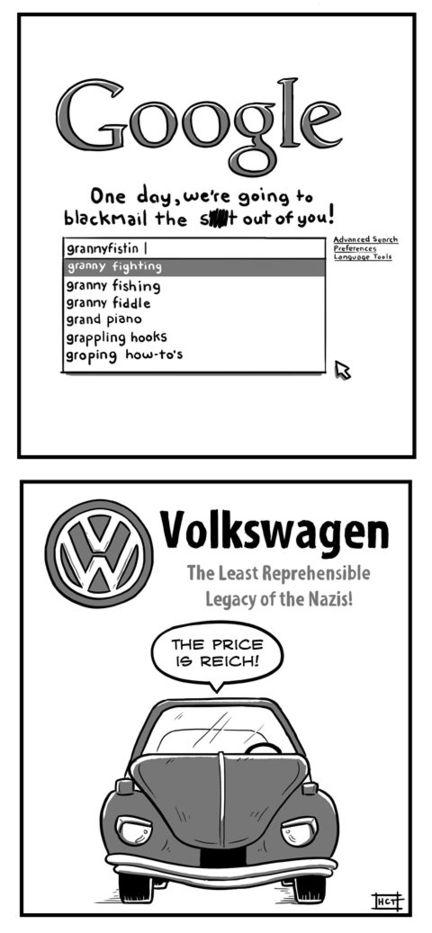 Google
One day, we're going to
blackmail the s t out of you!
grannyfistin |
granny fighting
granny fishing
granny fiddle
grand piano
grappling hooks
groping how-to's
Advanced Search
Preferences
Language Tools
VW
Volkswagen
The Least Reprehensible
Legacy of the Nazis!
THE PRICE
IS REICH!
HCT